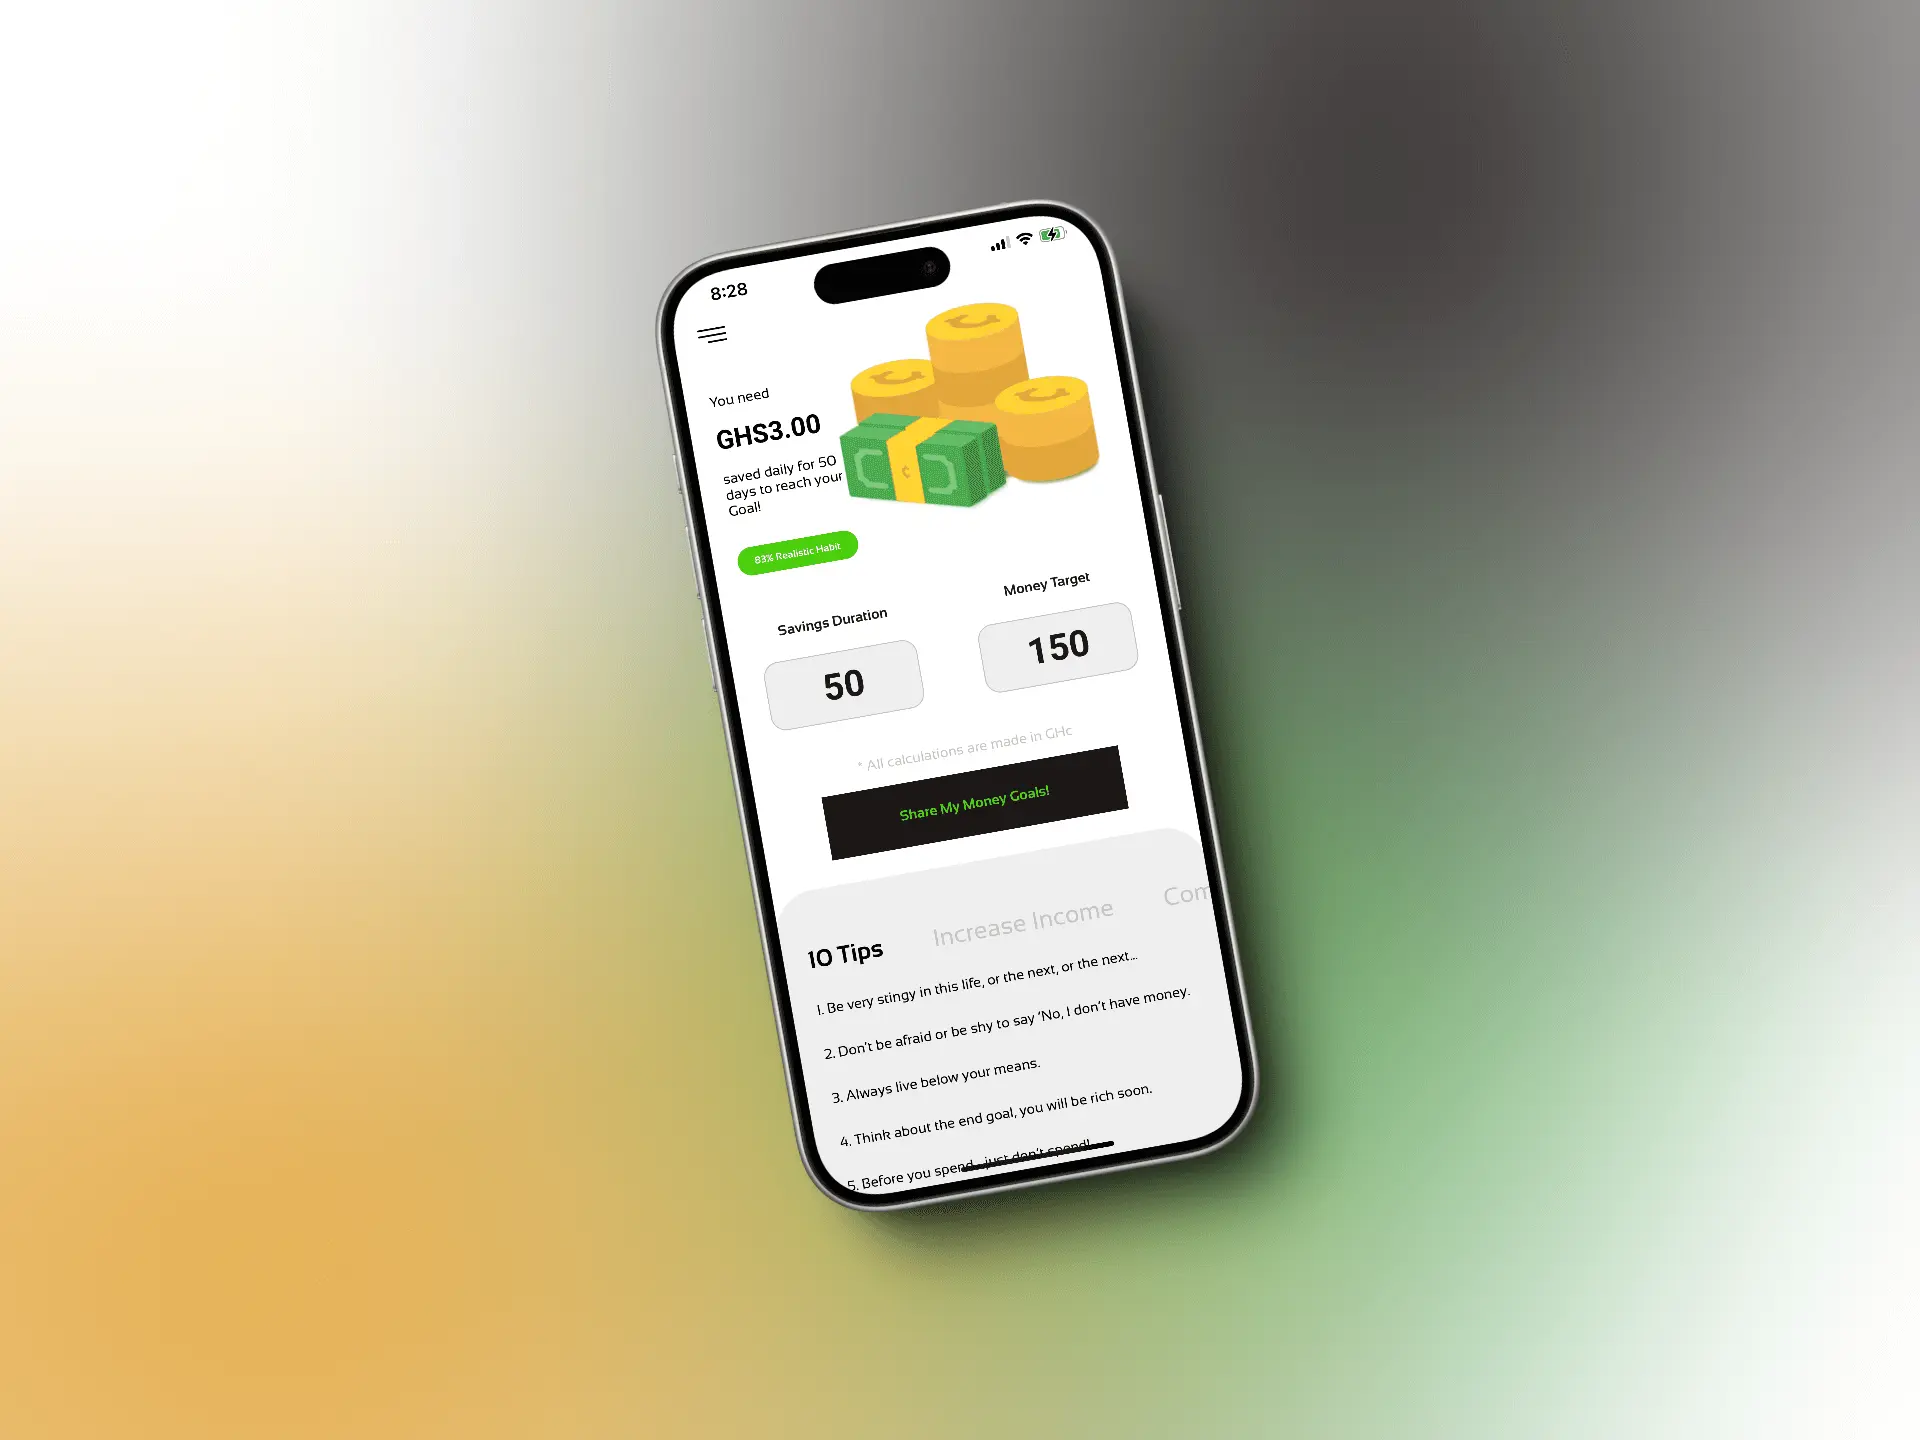 8:28
You need
GHS3.00
saved daily for 50
days to reach your
Goal!
83% Realistic Habit
Savings Duration
Money Target
50
150
* All calculations are made in GHc
Share My Money Goals!
10 Tips
Increase Income
Com
1. Be very stingy in this life, or the next, or the next...
2. Don't be afraid or be shy to say 'No, I don't have money.
3. Always live below your means.
4. Think about the end goal, you will be rich soon.
5. Before you spend...just don't spend!